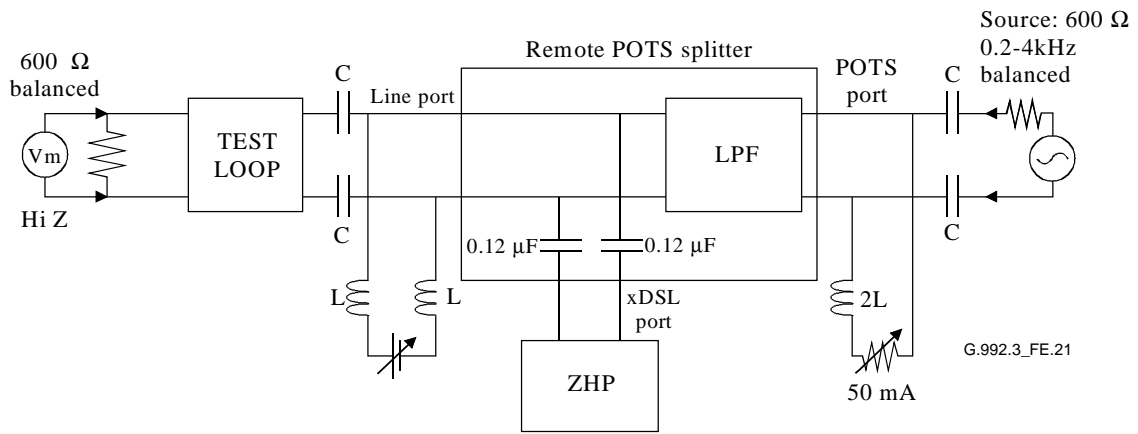 Source: 600 Ω
0.2-4kHz
balanced
Remote POTS splitter
600 Ω
balanced
C
Line port
POTS
port
C
Vm
TEST
LOOP
LPF
Hi Z
C
C
0.12 µF
0.12 µF
L
L
xDSL
port
2L
G.992.3_FE.21
ZHP
50 mA